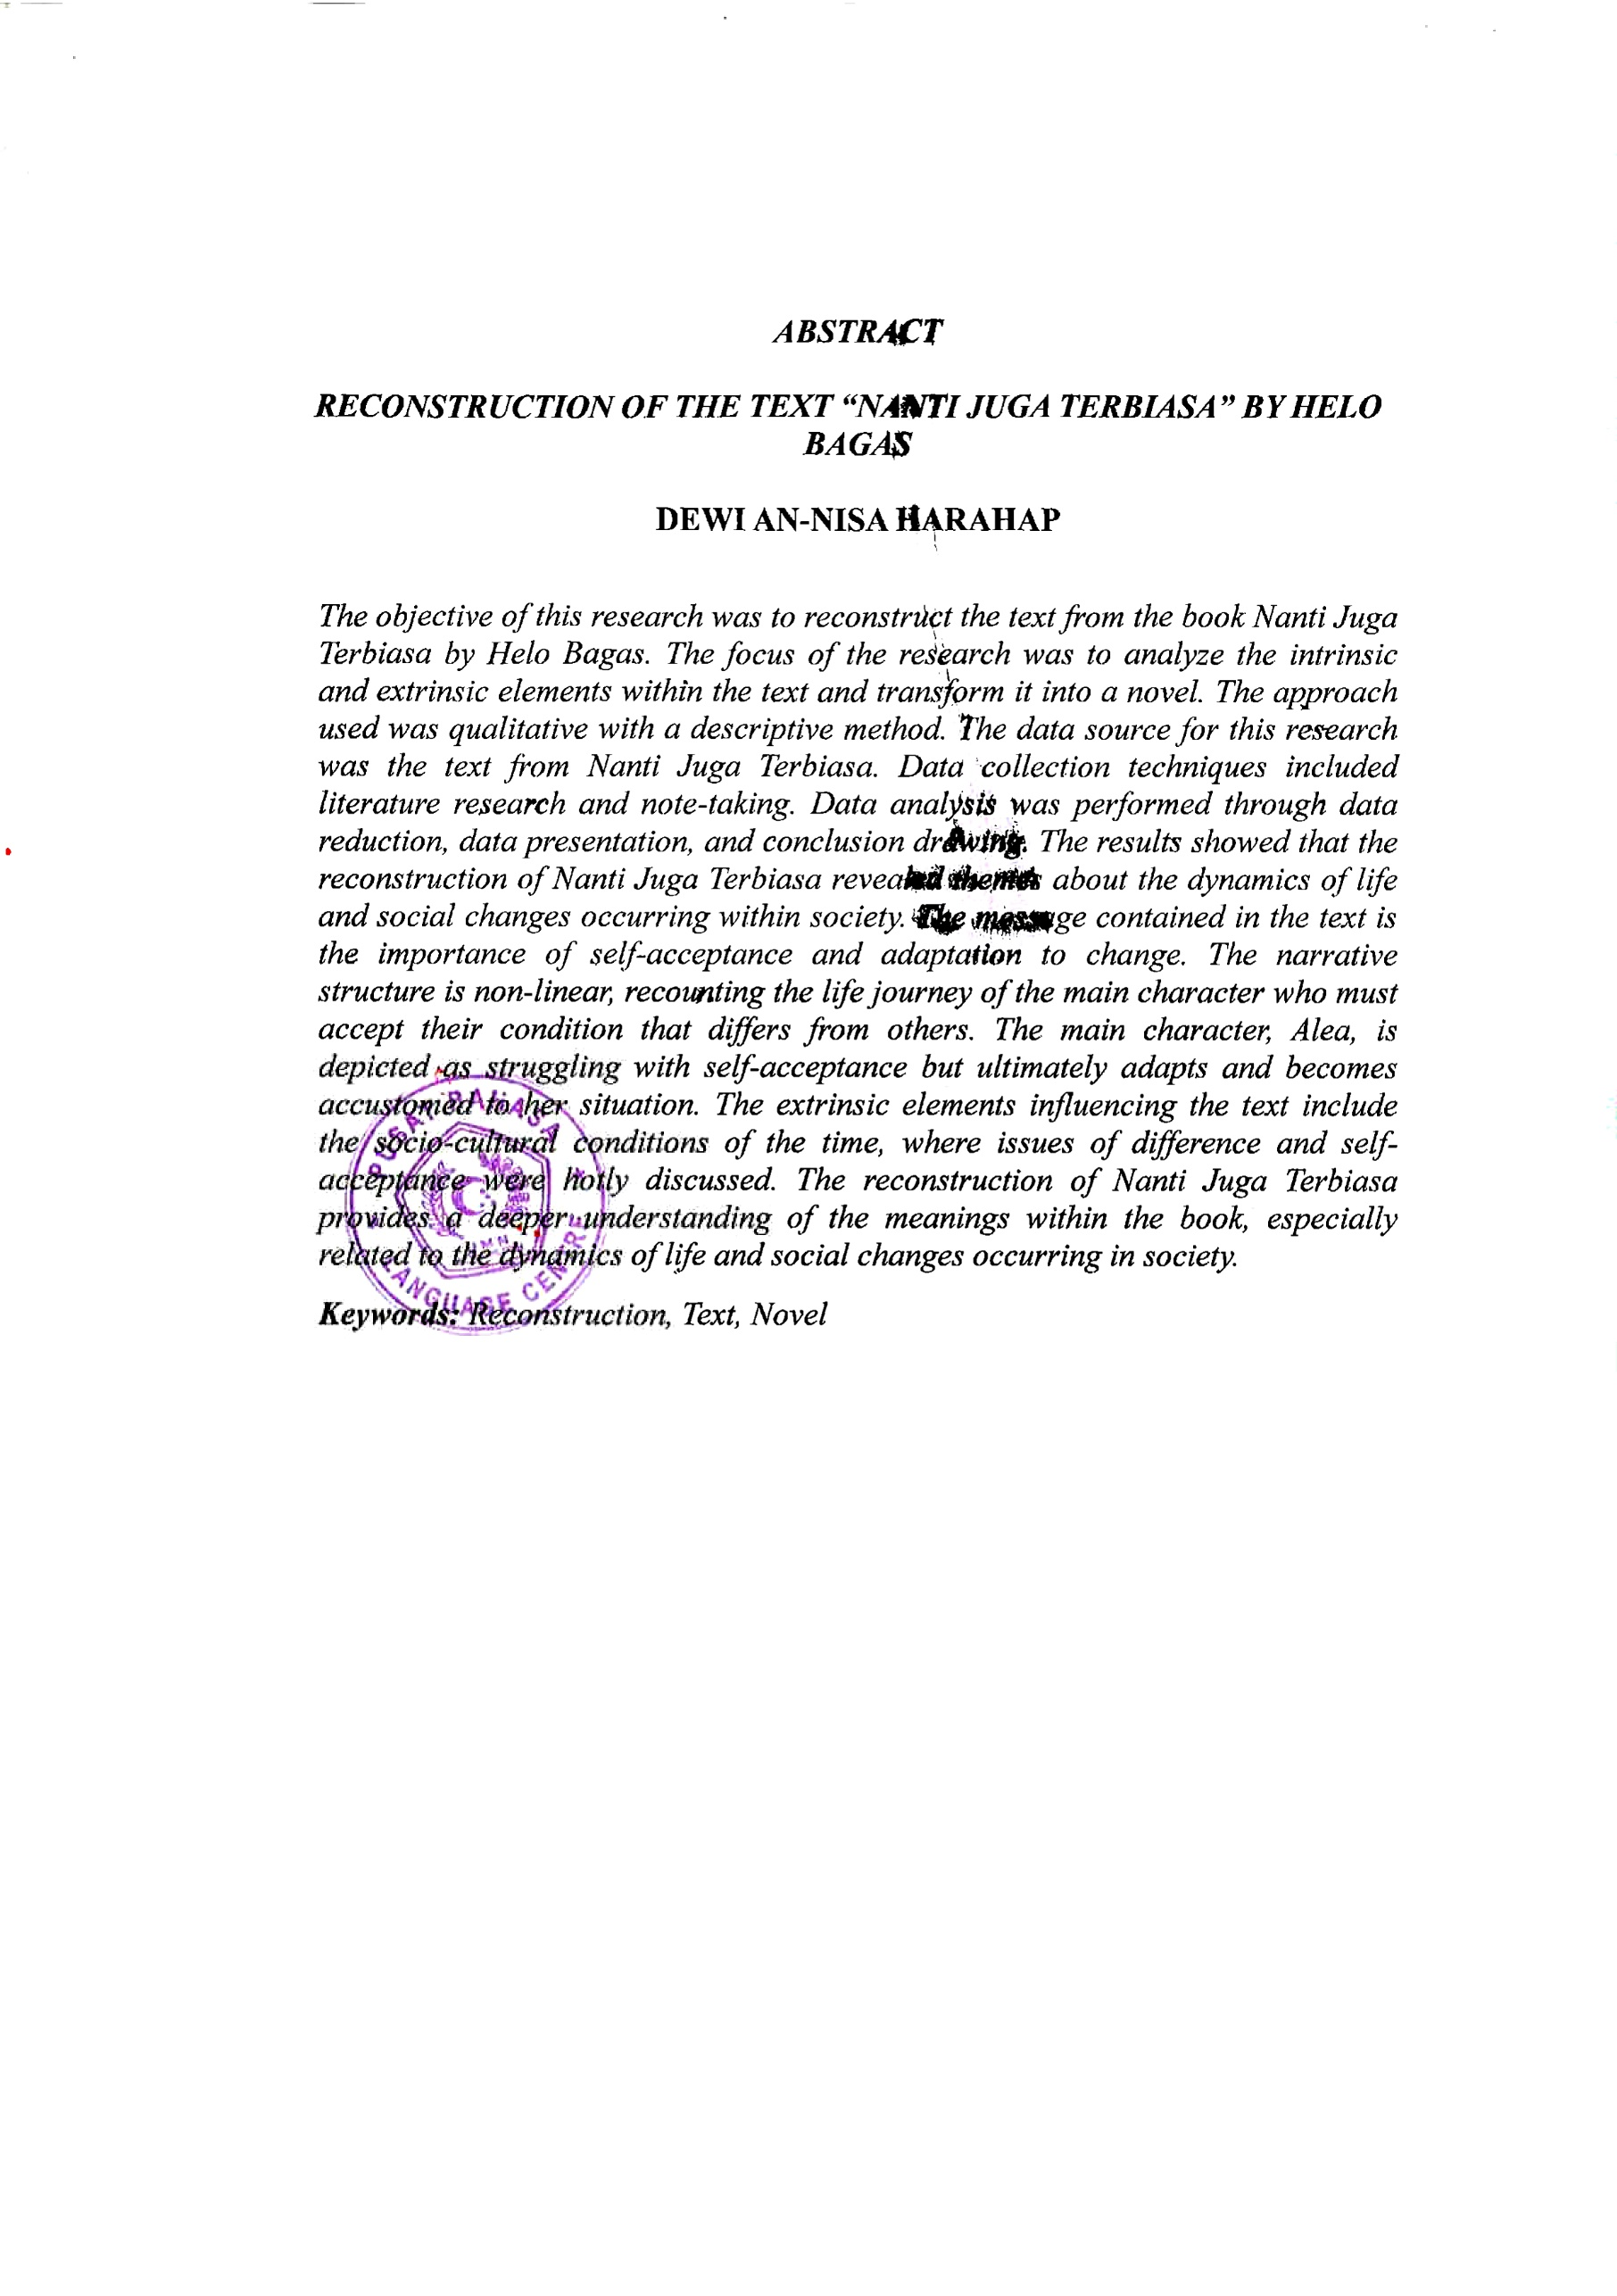 ABSTRACT
RECONSTRUCTION OF THE TEXT “NANTI JUGA TERBIASA” BY HELO
BAGAS
DEWI AN-NISA HARAHAP
The objective of this research was to reconstruct the text from the book Nanti Juga
Terbiasa by Helo Bagas. The focus of the research was to analyze the intrinsic
and extrinsic elements within the text and transform it into a novel. The approach
used was qualitative with a descriptive method. The data source for this research
was the text from Nanti Juga Terbiasa. Data collection techniques included
literature research and note-taking. Data analysis was performed through data
reduction, data presentation, and conclusion drawing. The results showed that the
reconstruction of Nanti Juga Terbiasa revealed themes about the dynamics of life
and social changes occurring within society. The message contained in the text is
the importance of self-acceptance and adaptation to change. The narrative
structure is non-linear, recounting the life journey of the main character who must
accept their condition that differs from others. The main character, Alea, is
depicted as struggling with self-acceptance but ultimately adapts and becomes
accustomed to her situation. The extrinsic elements influencing the text include
the socio-cultural conditions of the time, where issues of difference and self-
acceptance were hotly discussed. The reconstruction of Nanti Juga Terbiasa
provides a deeper understanding of the meanings within the book, especially
related to the dynamics of life and social changes occurring in society.
Keywords: Reconstruction, Text, Novel
PUSAT BAHASA
LANGUAGE CENTRE